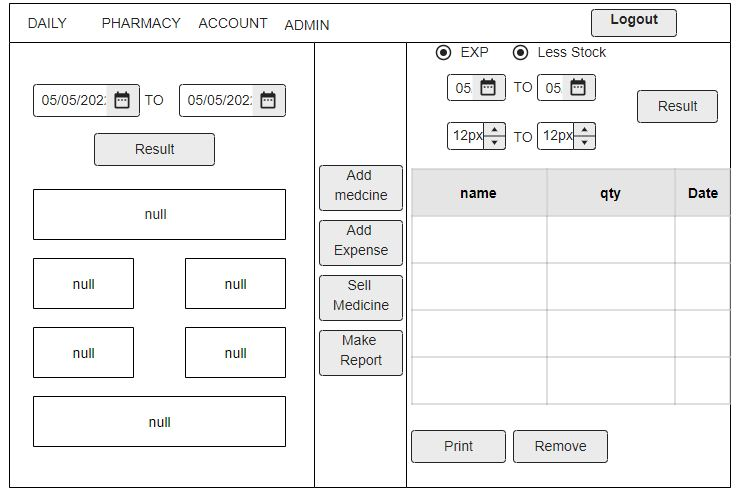 DAILY PHARMACY ACCOUNT ADMIN Logout
05/05/202 TO 05/05/202
Result
null
null null
null null
null
Add
medcine
Add
Expense
Sell
Medicine
Make
Report
EXP Less Stock
05 TO 05
Result
12px TO 12px
name qty Date
Print Remove